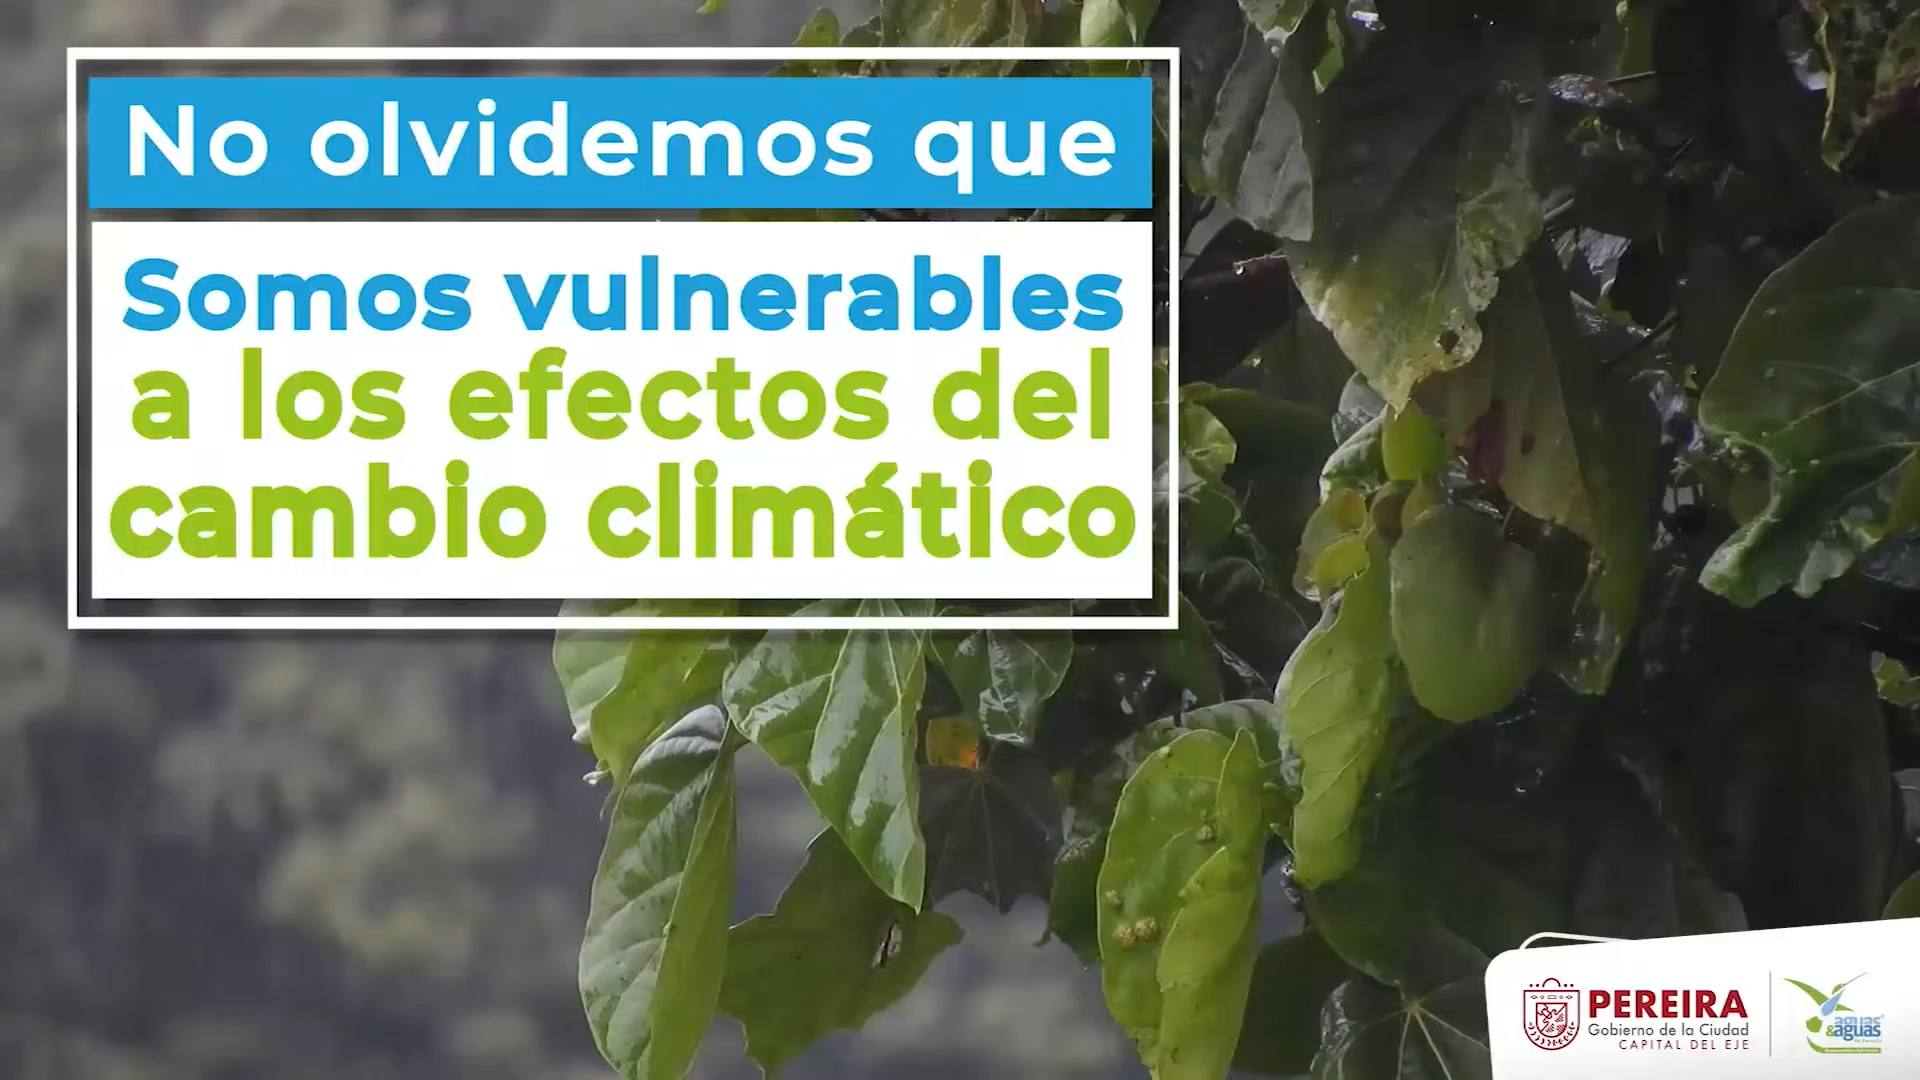 No olvidemos que
Somos vulnerables
a los efectos del
cambio climático
PEREIRA
Gobierno de la Ciudad
CAPITAL DEL EJE
aguas
&aguas